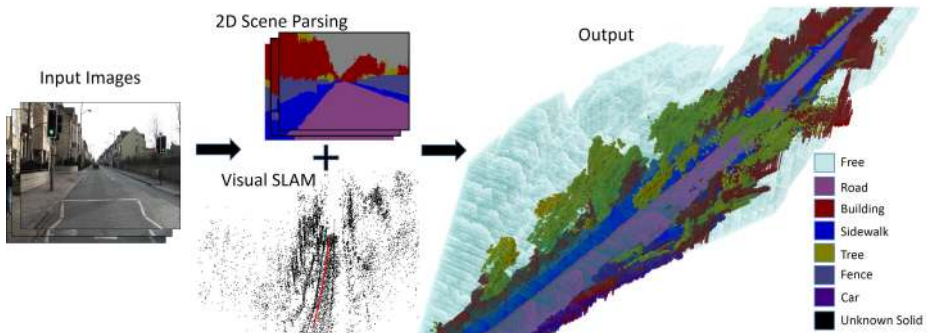 Input Images
2D Scene Parsing
Visual SLAM
Output
Free
Road
Building
Sidewalk
Tree
Fence
Car
Unknown Solid